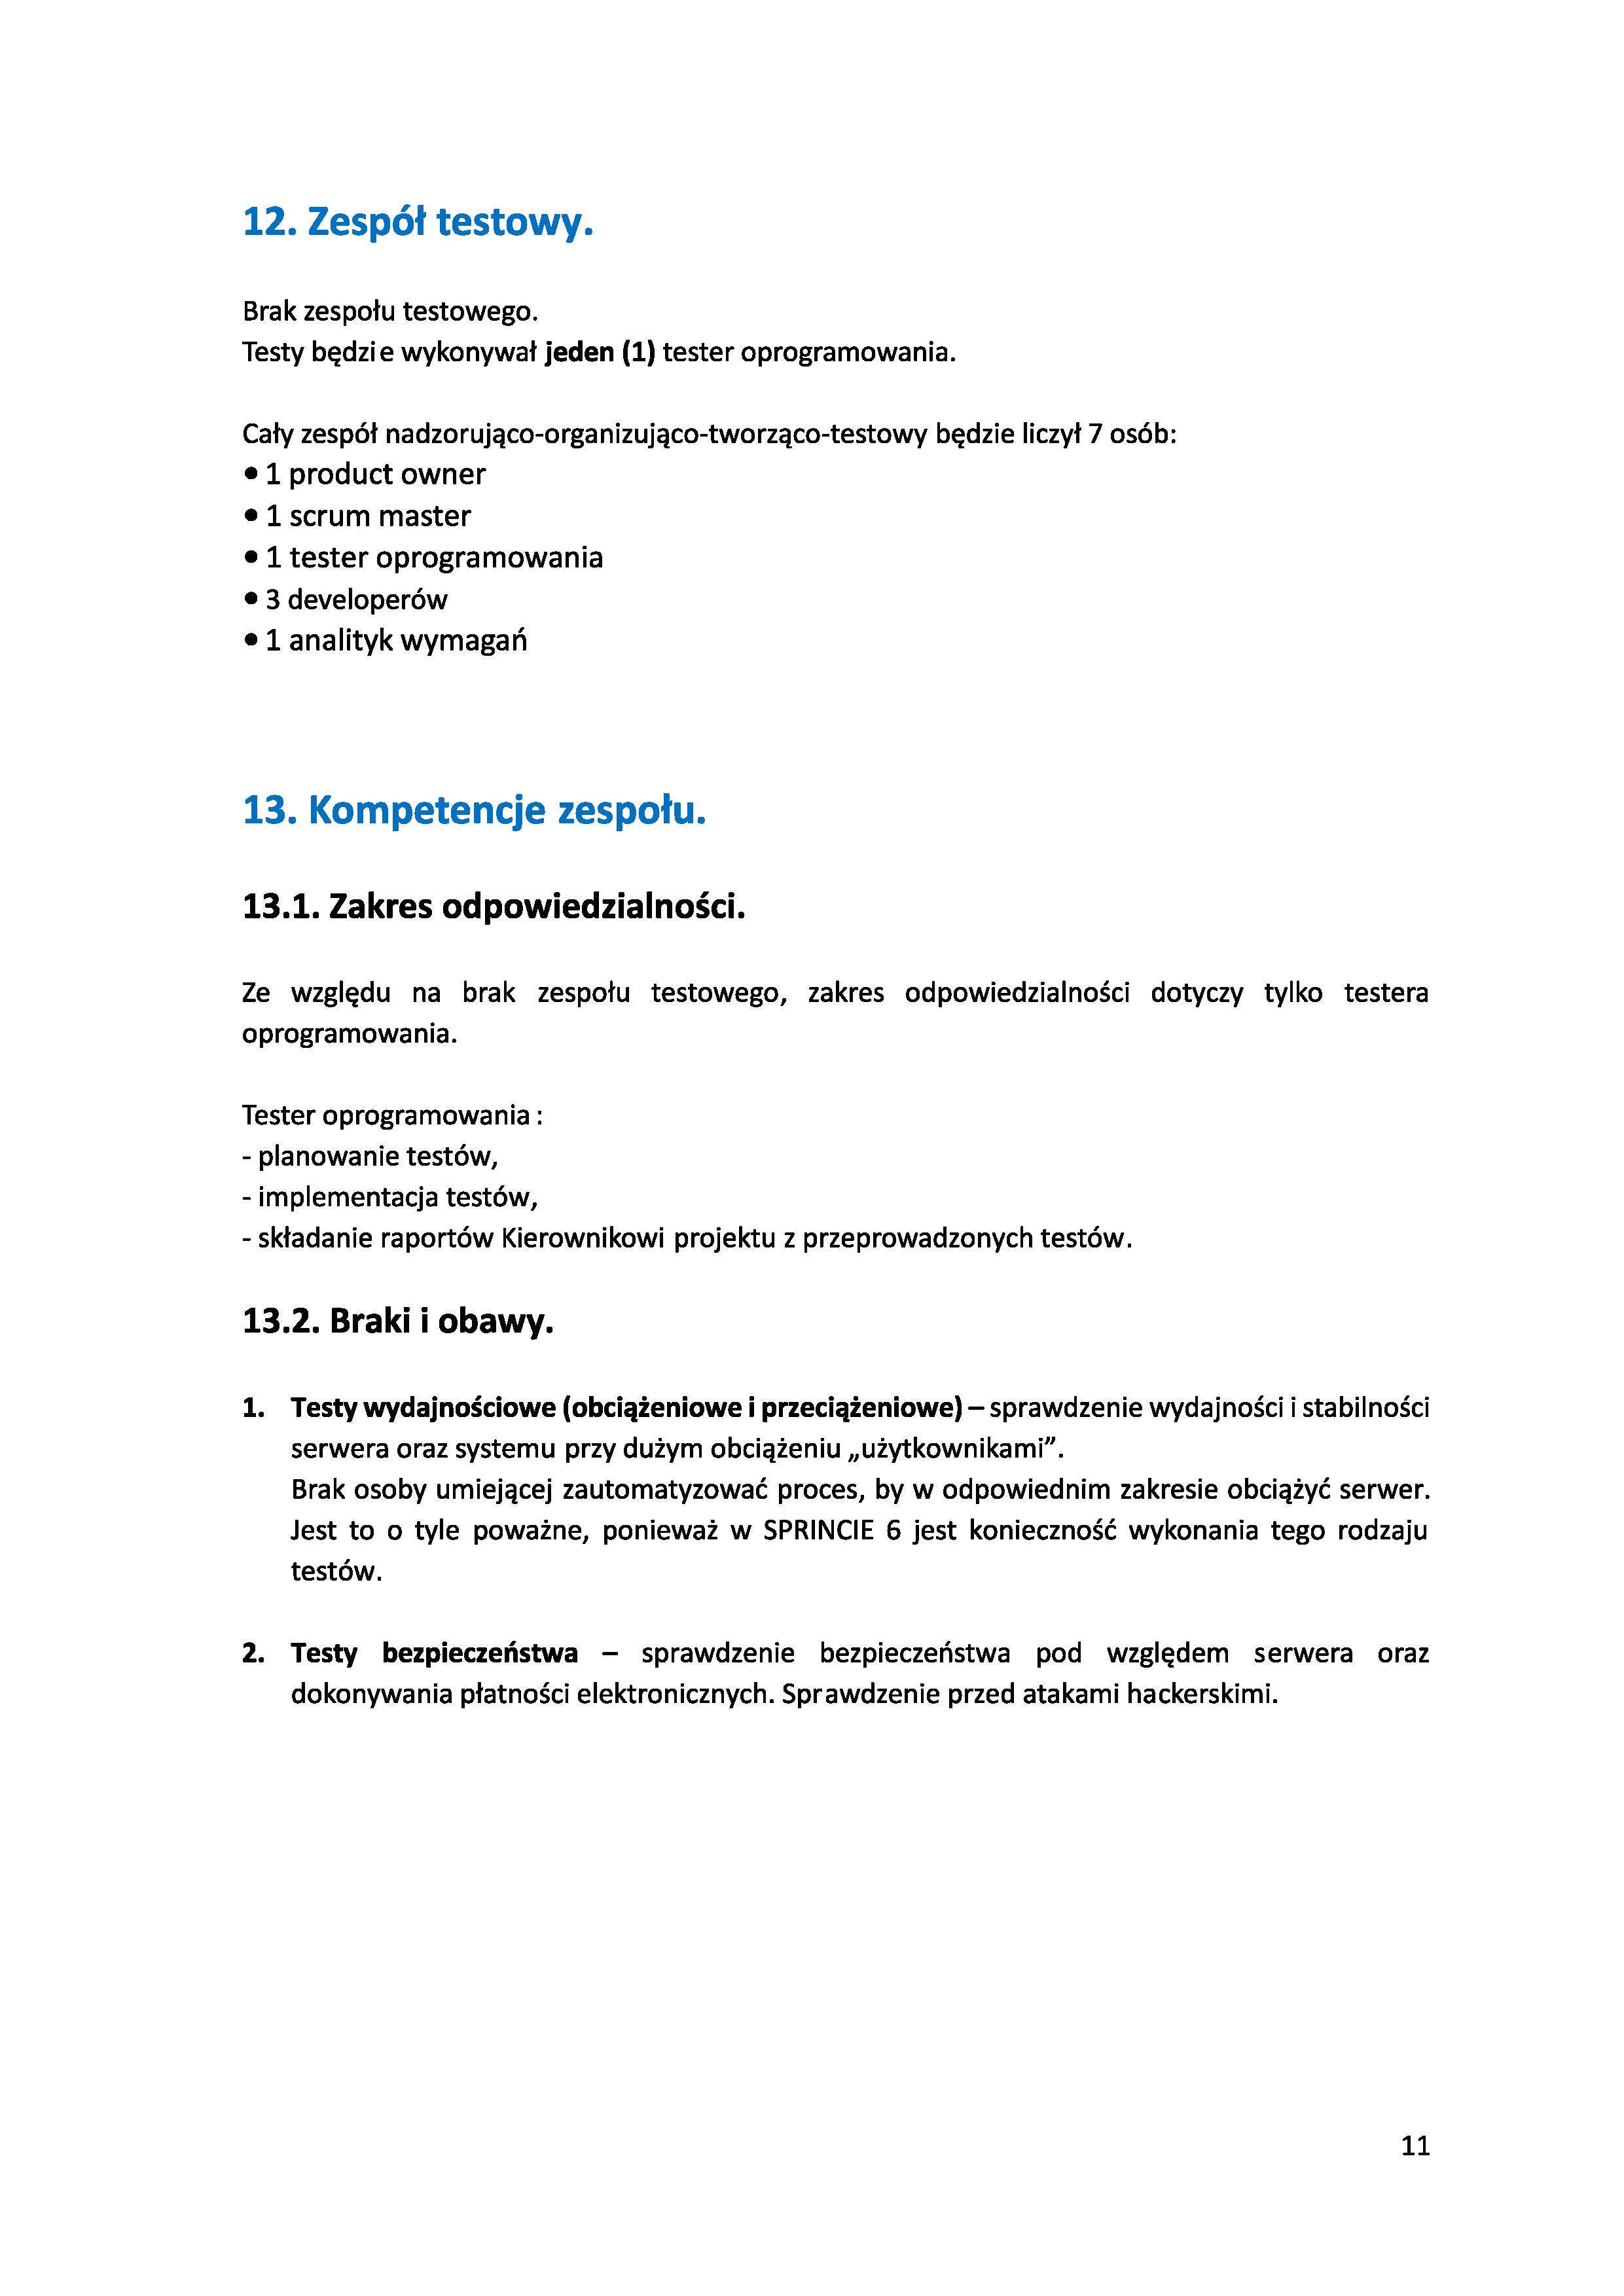 12. Zespół testowy.
Brak zespołu testowego.
Testy będzie wykonywał jeden (1) tester oprogramowania.
Cały zespół nadzorująco-organizująco-tworząco-testowy będzie liczył 7 osób:
• 1 product owner
• 1 scrum master
• 1 tester oprogramowania
• 3 developerów
• 1 analityk wymagań
13. Kompetencje zespołu.
13.1. Zakres odpowiedzialności.
Ze względu na brak zespołu testowego, zakres odpowiedzialności dotyczy tylko testera
oprogramowania.
Tester oprogramowania :
- planowanie testów,
- implementacja testów,
- składanie raportów Kierownikowi projektu z przeprowadzonych testów.
13.2. Braki i obawy.
1. Testy wydajnościowe (obciążeniowe i przeciążeniowe) – sprawdzenie wydajności i stabilności
serwera oraz systemu przy dużym obciążeniu „użytkownikami”.
Brak osoby umiejącej zautomatyzować proces, by w odpowiednim zakresie obciążyć serwer.
Jest to o tyle poważne, ponieważ w SPRINCIE 6 jest konieczność wykonania tego rodzaju
testów.
2. Testy bezpieczeństwa – sprawdzenie bezpieczeństwa pod względem serwera oraz
dokonywania płatności elektronicznych. Sprawdzenie przed atakami hackerskimi.
11